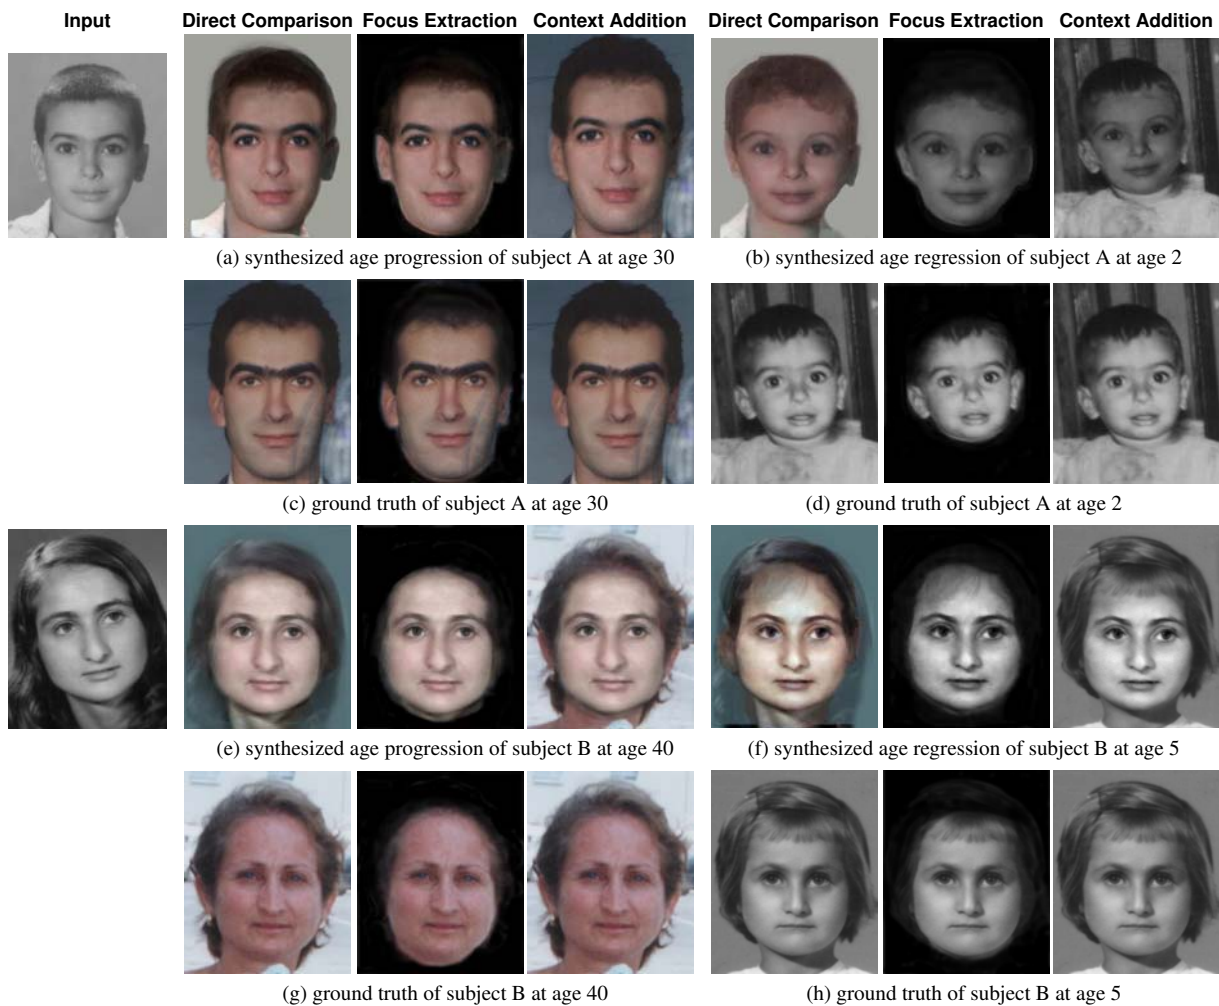 Input Direct Comparison Focus Extraction Context Addition Direct Comparison Focus Extraction Context Addition
(a) synthesized age progression of subject A at age 30 (b) synthesized age regression of subject A at age 2
(c) ground truth of subject A at age 30 (d) ground truth of subject A at age 2
(e) synthesized age progression of subject B at age 40 (f) synthesized age regression of subject B at age 5
(g) ground truth of subject B at age 40 (h) ground truth of subject B at age 5